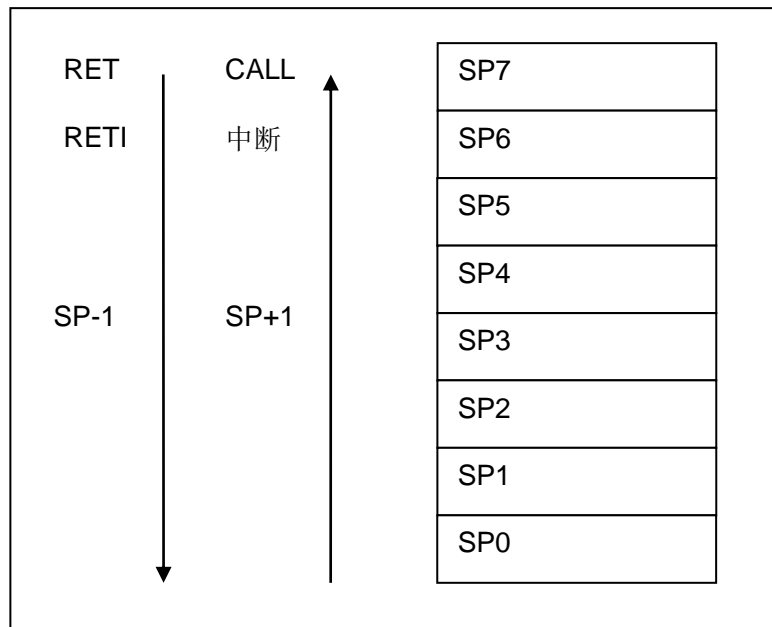 RET CALL SP7
RETI 中断 SP6
SP5
SP4
SP-1 SP+1 SP3
SP2
SP1
SP0